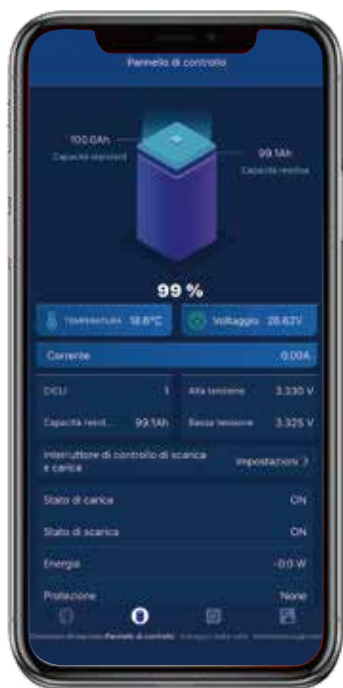 Pannello di controllo
100.0Ah
Capacità standard
99.1Ah
Capacità residua
99 %
TEMPERATURA 18.8°C
Voltaggio 26.62V
Corrente 0.00A
CICLI 1
Alta tensione 3.330 V
Capacità resid... 99.1Ah
Bassa tensione 3.325 V
Interruttore di controllo di scarica
e carica
Impostazioni >
Stato di carica ON
Stato di scarica ON
Energia -0.0 W
Protezione None
Pannello di controllo